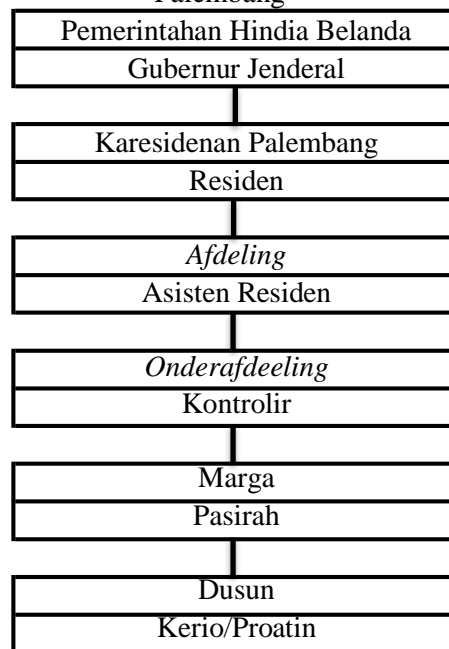 Palembang
Pemerintahan Hindia Belanda
Gubernur Jenderal
Karesidenan Palembang
Residen
Afdeling
Asisten Residen
Onderafdeeling
Kontrolir
Marga
Pasirah
Dusun
Kerio/Proatin